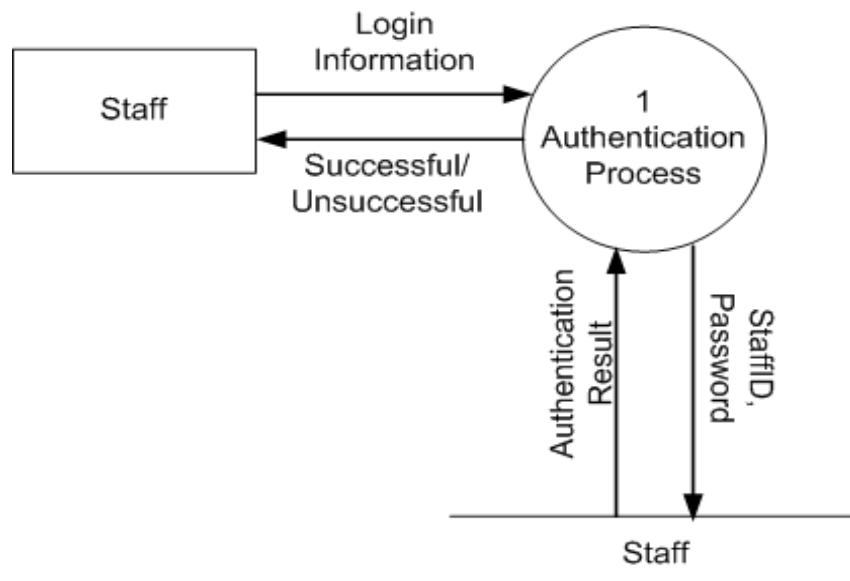 Login
Information
Staff
1
Authentication
Process
Successful/
Unsuccessful
Authentication
Result
StaffID,
Password
Staff